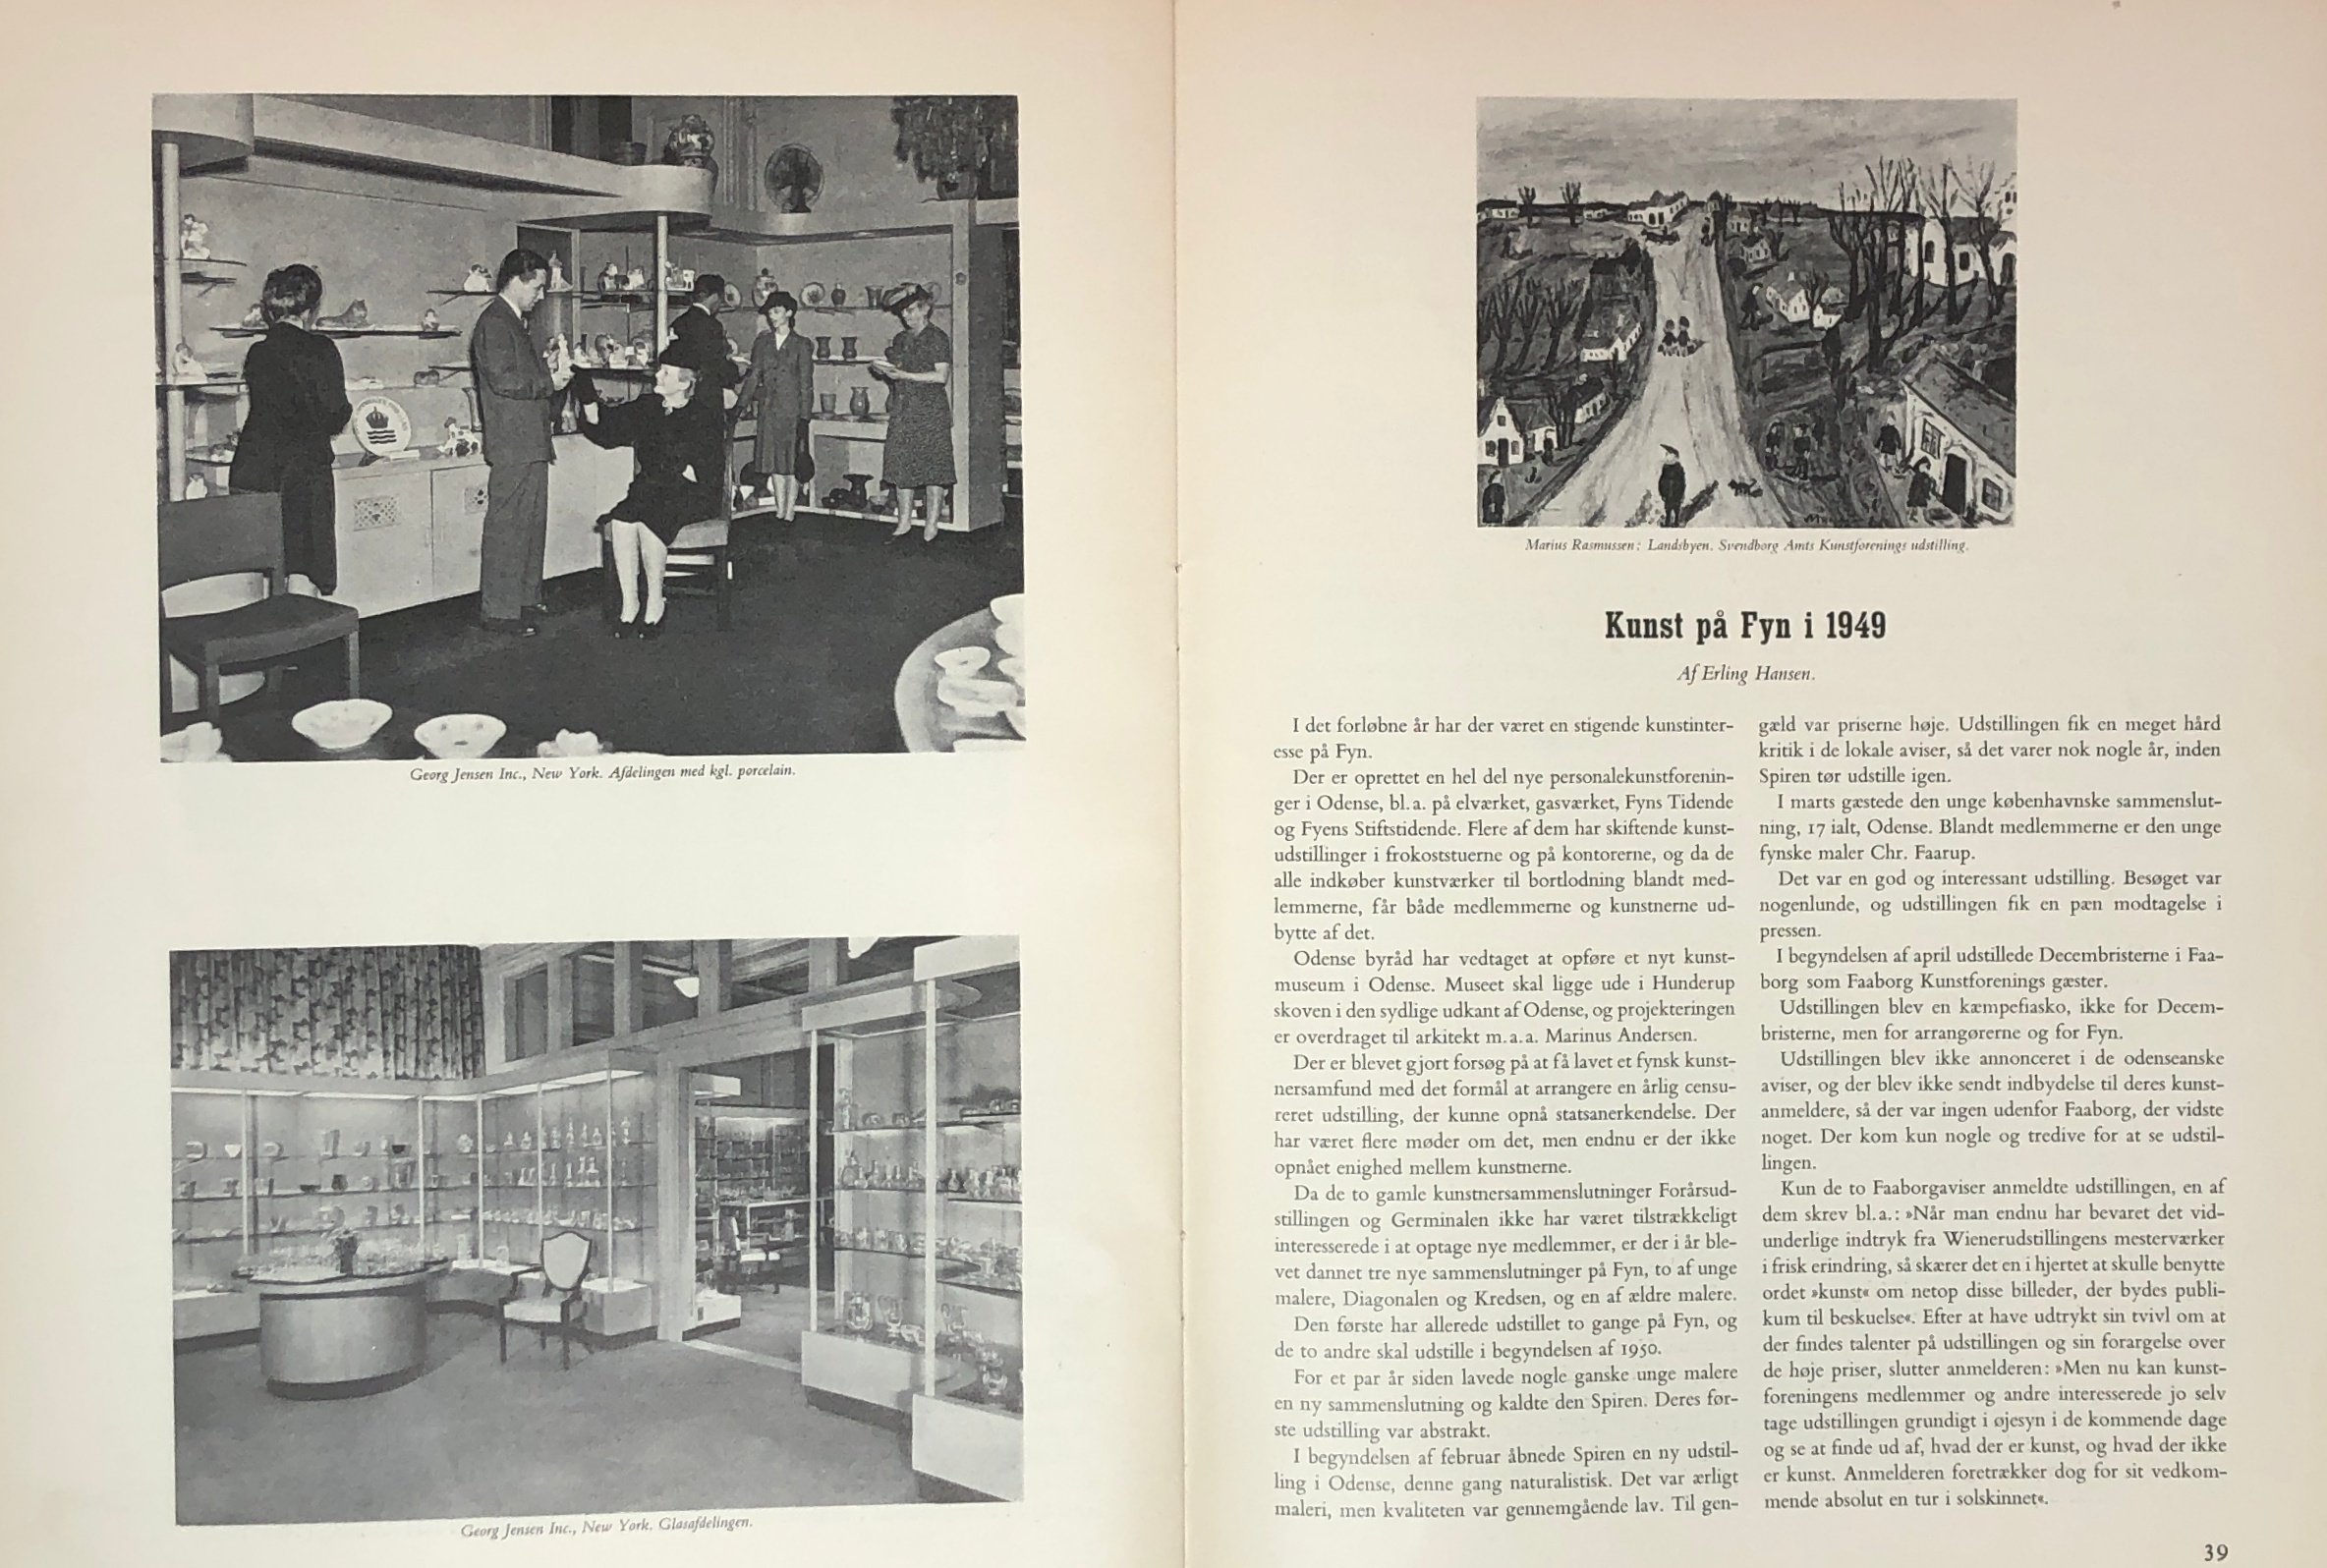 Georg Jensen Inc., New York. Afdelingen med kgl. porcelain.
Georg Jensen Inc., New York. Glasafdelingen.
Marius Rasmussen: Landsbyen. Svendborg Amts Kunstforenings udstilling.
Kunst på Fyn i 1949
Af Erling Hansen.
I det forløbne år har der været en stigende kunstinter-
esse på Fyn.
Der er oprettet en hel del nye personalekunstforenin-
ger i Odense, bl.a. på elværket, gasværket, Fyns Tidende
og Fyens Stiftstidende. Flere af dem har skiftende kunst-
udstillinger i frokoststuerne og på kontorerne, og da de
alle indkøber kunstværker til bortlodning blandt med-
lemmerne, får både medlemmerne og kunstnerne ud-
bytte af det.
Odense byråd har vedtaget at opføre et nyt kunst-
museum i Odense. Museet skal ligge ude i Hunderup
skoven i den sydlige udkant af Odense, og projekteringen
er overdraget til arkitekt m.a.a. Marinus Andersen.
Der er blevet gjort forsøg på at få lavet et fynsk kunst-
nersamfund med det formål at arrangere en årlig censu-
reret udstilling, der kunne opnå statsanerkendelse. Der
har været flere møder om det, men endnu er der ikke
opnået enighed mellem kunstnerne.
Da de to gamle kunstnersammenslutninger Forårsud-
stillingen og Germinalen ikke har været tilstrækkeligt
interesserede i at optage nye medlemmer, er der i år ble-
vet dannet tre nye sammenslutninger på Fyn, to af unge
malere, Diagonalen og Kredsen, og en af ældre malere.
Den første har allerede udstillet to gange på Fyn, og
de to andre skal udstille i begyndelsen af 1950.
For et par år siden lavede nogle ganske unge malere
en ny sammenslutning og kaldte den Spiren. Deres før-
ste udstilling var abstrakt.
I begyndelsen af februar åbnede Spiren en ny udstil-
ling i Odense, denne gang naturalistisk. Det var ærligt
maleri, men kvaliteten var gennemgående lav. Til gen-
gæld var priserne høje. Udstillingen fik en meget hård
kritik i de lokale aviser, så det varer nok nogle år, inden
Spiren tør udstille igen.
I marts gæstede den unge københavnske sammenslut-
ning, 17 ialt, Odense. Blandt medlemmerne er den unge
fynske maler Chr. Faarup.
Det var en god og interessant udstilling. Besøget var
nogenlunde, og udstillingen fik en pæn modtagelse i
pressen.
I begyndelsen af april udstillede Decembristerne i Faa-
borg som Faaborg Kunstforenings gæster.
Udstillingen blev en kæmpefiasko, ikke for Decem-
bristerne, men for arrangørerne og for Fyn.
Udstillingen blev ikke annonceret i de odenseanske
aviser, og der blev ikke sendt indbydelse til deres kunst-
anmeldere, så der var ingen udenfor Faaborg, der vidste
noget. Der kom kun nogle og tredive for at se udstil-
lingen.
Kun de to Faaborgaviser anmeldte udstillingen, en af
dem skrev bl.a.: »Når man endnu har bevaret det vid-
underlige indtryk fra Wienerudstillingens mesterværker
i frisk erindring, så skærer det en i hjertet at skulle benytte
ordet »kunst« om netop disse billeder, der bydes publi-
kum til beskuelse«. Efter at have udtrykt sin tvivl om at
der findes talenter på udstillingen og sin forargelse over
de høje priser, slutter anmelderen: »Men nu kan kunst-
foreningens medlemmer og andre interesserede jo selv
tage udstillingen grundigt i øjesyn i de kommende dage
og se at finde ud af, hvad der er kunst, og hvad der ikke
er kunst. Anmelderen foretrækker dog for sit vedkom-
mende absolut en tur i solskinnet«.
39